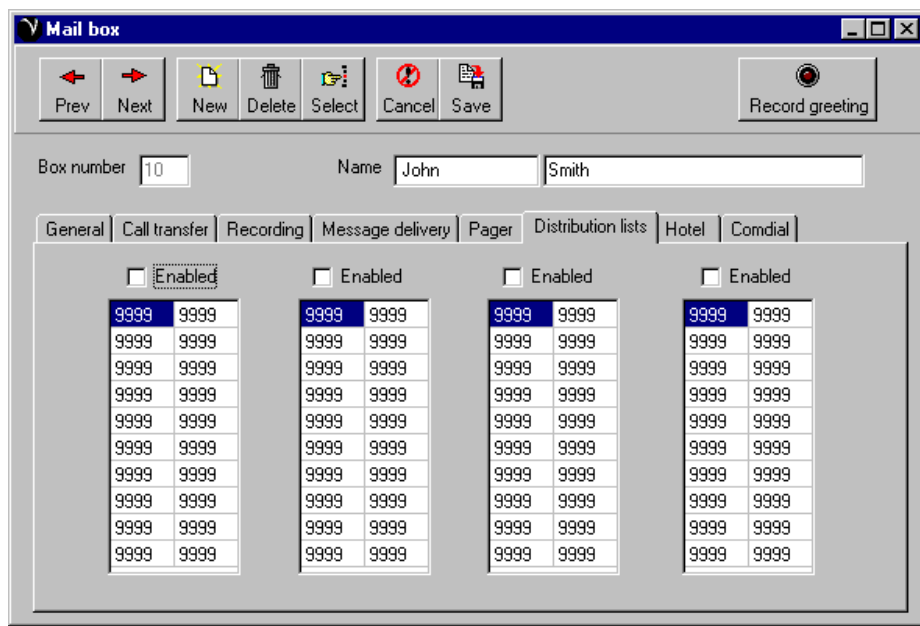 Mail box
Prev Next New Delete Select Cancel Save Record greeting
Box number 10 Name John Smith
General Call transfer Recording Message delivery Pager Distribution lists Hotel Comdial
Enabled Enabled Enabled Enabled
9999 9999 9999 9999 9999 9999 9999 9999
9999 9999 9999 9999 9999 9999 9999 9999
9999 9999 9999 9999 9999 9999 9999 9999
9999 9999 9999 9999 9999 9999 9999 9999
9999 9999 9999 9999 9999 9999 9999 9999
9999 9999 9999 9999 9999 9999 9999 9999
9999 9999 9999 9999 9999 9999 9999 9999
9999 9999 9999 9999 9999 9999 9999 9999
9999 9999 9999 9999 9999 9999 9999 9999
9999 9999 9999 9999 9999 9999 9999 9999